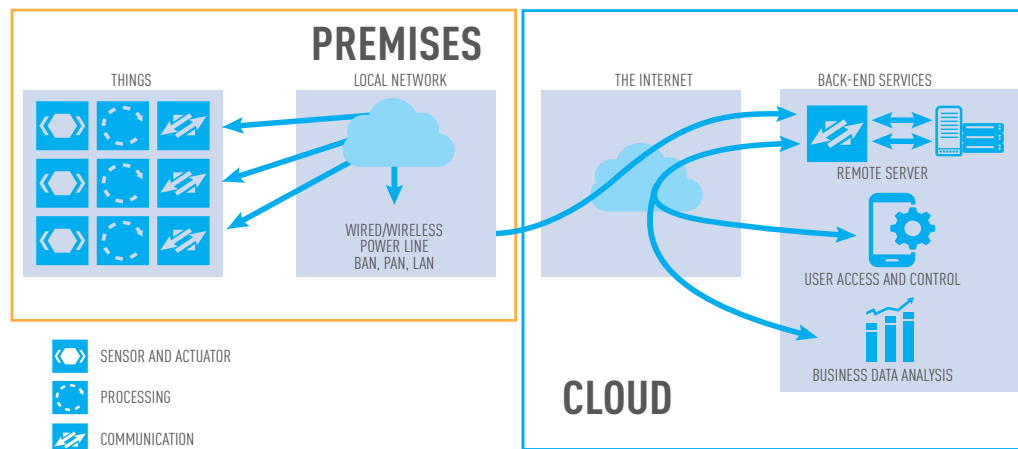 PREMISES
THINGS
LOCAL NETWORK
WIRED/WIRELESS
POWER LINE
BAN, PAN, LAN
THE INTERNET
BACK-END SERVICES
REMOTE SERVER
USER ACCESS AND CONTROL
BUSINESS DATA ANALYSIS
CLOUD
SENSOR AND ACTUATOR
PROCESSING
COMMUNICATION